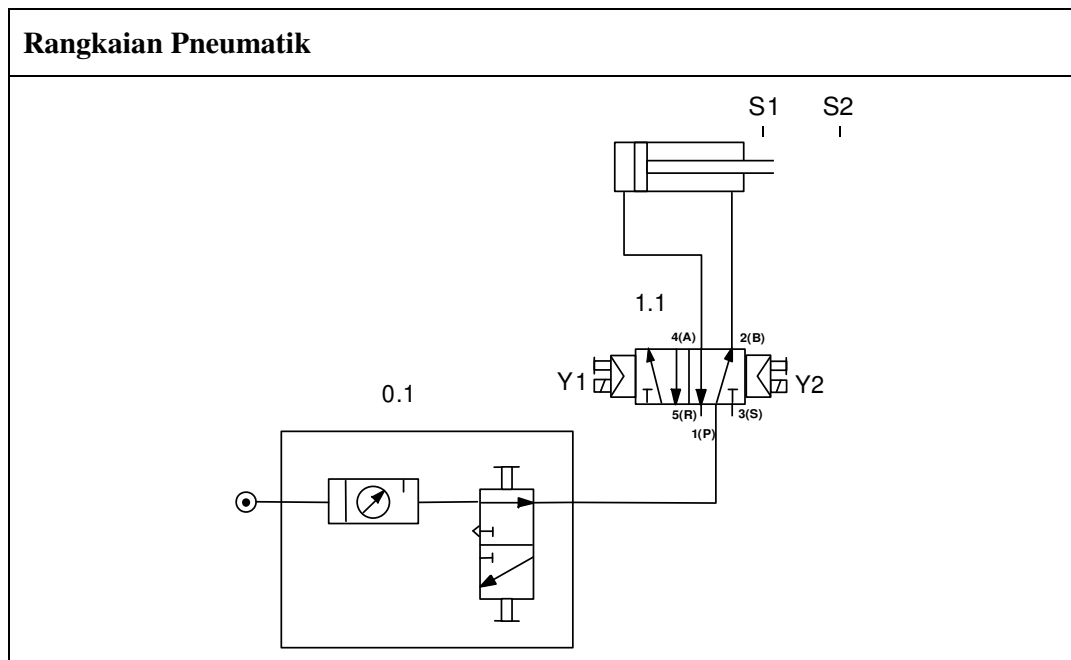 Rangkaian Pneumatik
S1 S2
1.1
4(A) 2(B)
Y1 Y2
0.1
5(R) 3(S)
1(P)